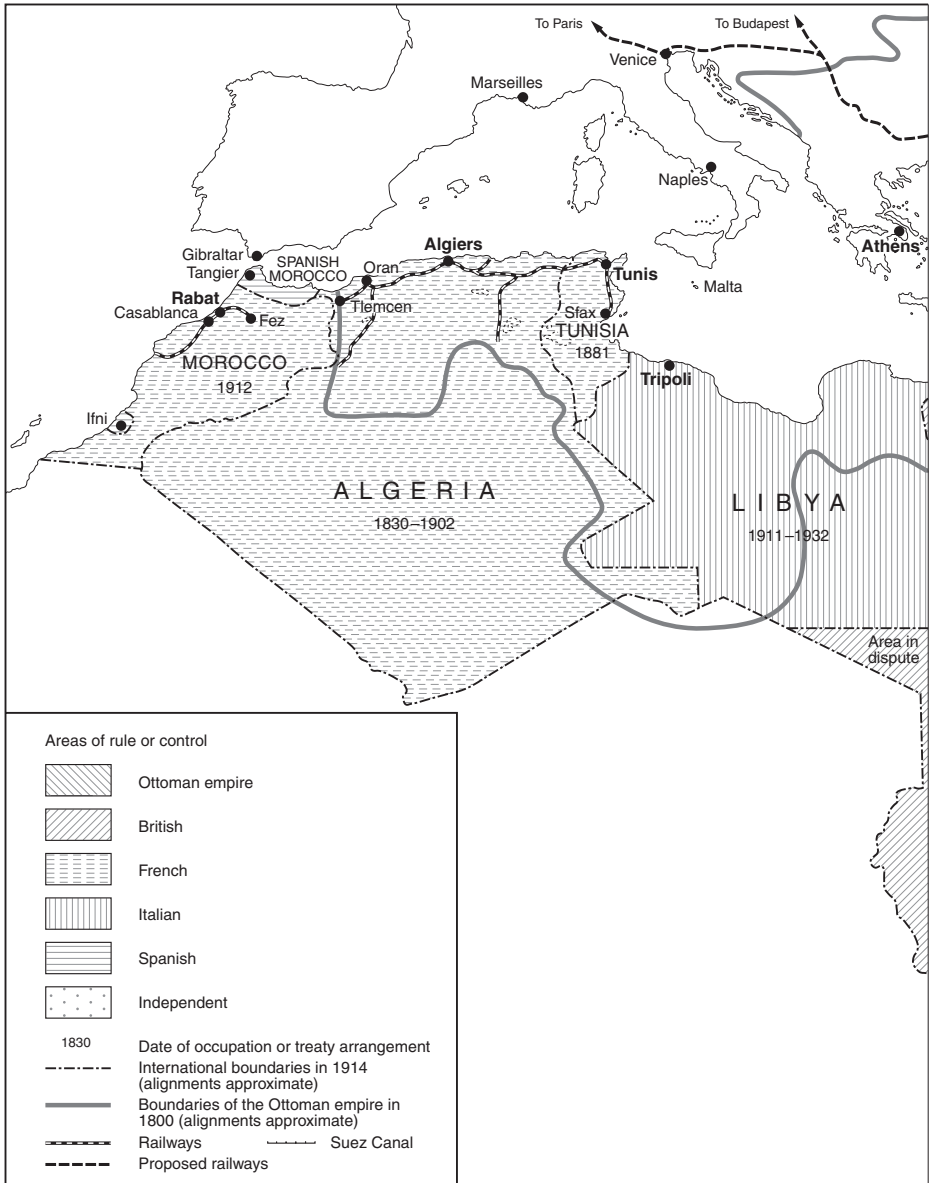 To Paris
To Budapest
Venice
Marseilles
Naples
Athens
Gibraltar
Tangier
SPANISH
MOROCCO
Oran
Algiers
Tunis
Malta
Rabat
Casablanca
Fez
Tlemcen
Sfax
TUNISIA
1881
MOROCCO
1912
Tripoli
Ifni
ALGERIA
1830–1902
LIBYA
1911–1932
Area in
dispute
Areas of rule or control
Ottoman empire
British
French
Italian
Spanish
Independent
1830 Date of occupation or treaty arrangement
International boundaries in 1914
(alignments approximate)
Boundaries of the Ottoman empire in
1800 (alignments approximate)
Railways Suez Canal
Proposed railways